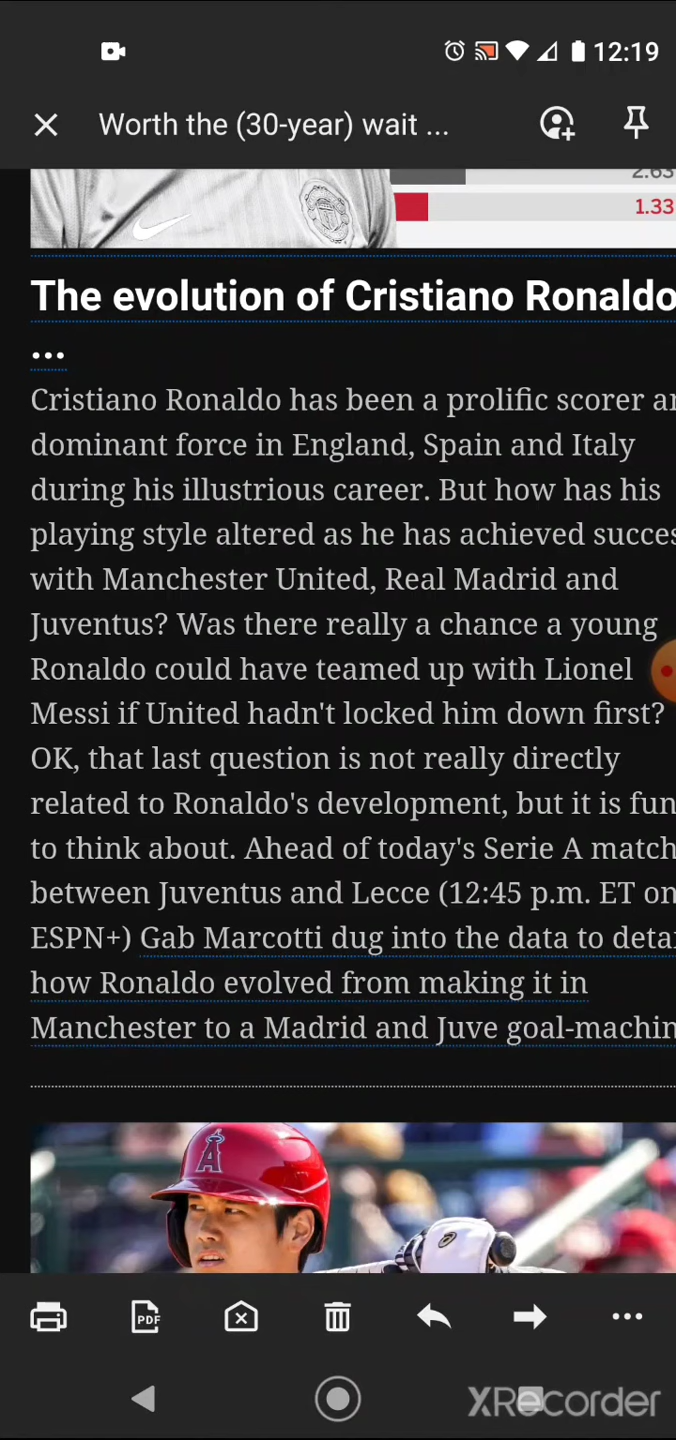 12:19
Worth the (30-year) wait ...
2.63
1.33
The evolution of Cristiano Ronaldo
...
Cristiano Ronaldo has been a prolific scorer an
dominant force in England, Spain and Italy
during his illustrious career. But how has his
playing style altered as he has achieved succes
with Manchester United, Real Madrid and
Juventus? Was there really a chance a young
Ronaldo could have teamed up with Lionel
Messi if United hadn't locked him down first?
OK, that last question is not really directly
related to Ronaldo's development, but it is fun
to think about. Ahead of today's Serie A match
between Juventus and Lecce (12:45 p.m. ET on
ESPN+) Gab Marcotti dug into the data to detai
how Ronaldo evolved from making it in
Manchester to a Madrid and Juve goal-machin
A
PDF
XRecorder